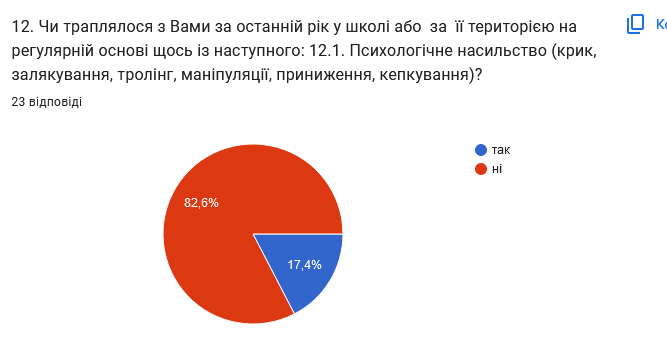 12. Чи траплялося з Вами за останній рік у школі або за її територією на
регулярній основі щось із наступного: 12.1. Психологічне насильство (крик,
залякування, тролінг, маніпуляції, приниження, кепкування)?
23 відповіді
так
ні
82,6%
17,4%